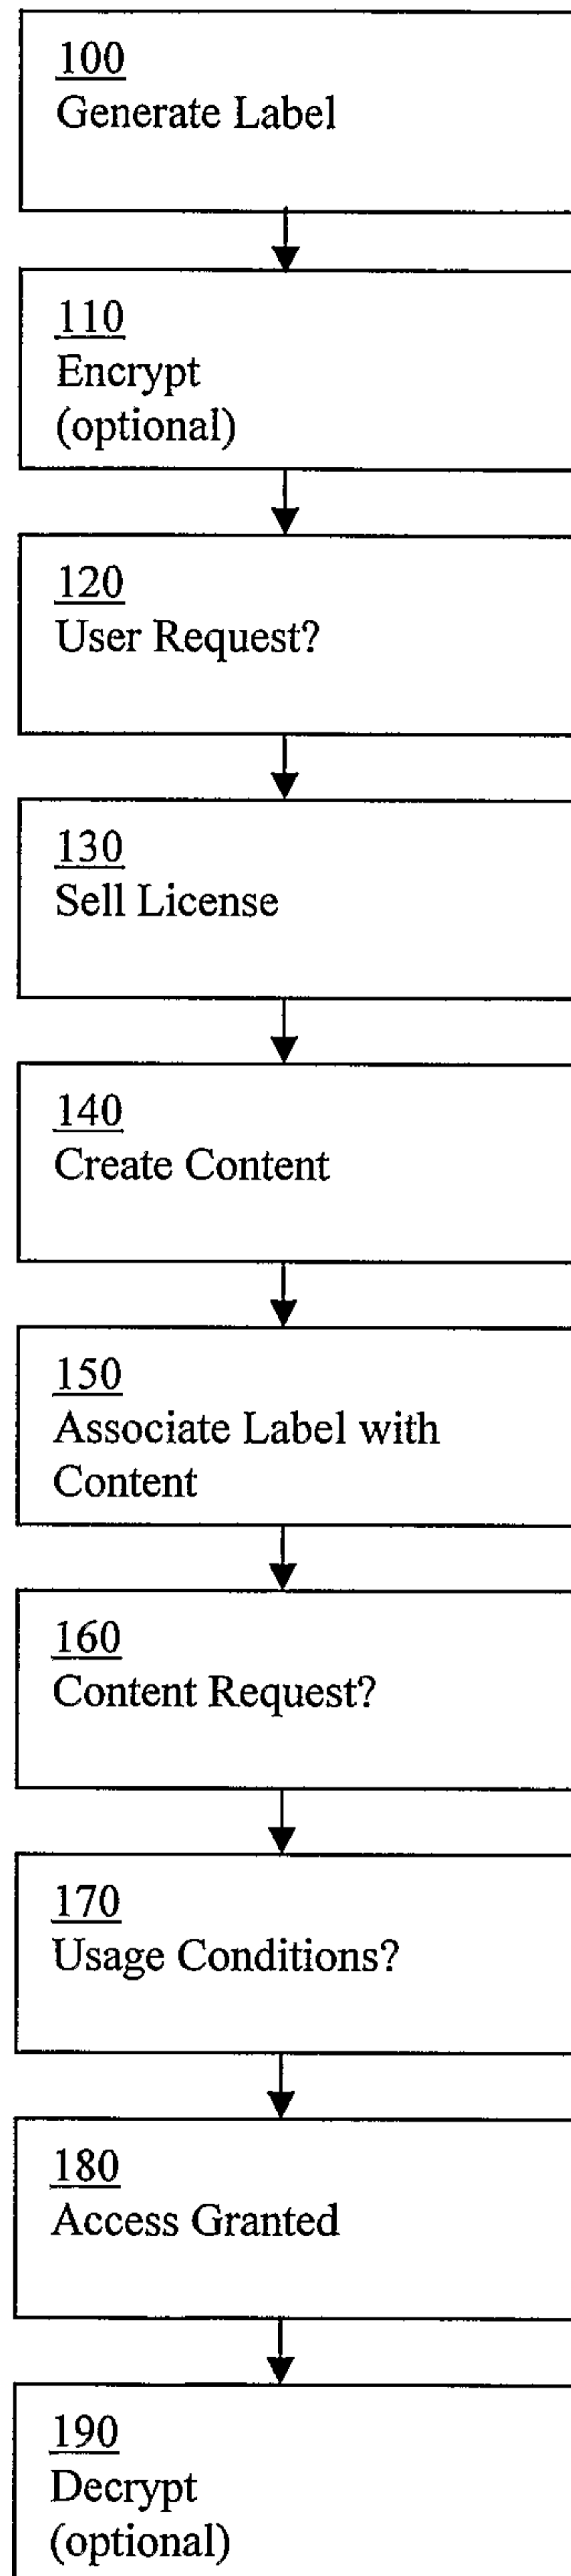 100
Generate Label
110
Encrypt
(optional)
120
User Request?
130
Sell License
140
Create Content
150
Associate Label with
Content
160
Content Request?
170
Usage Conditions?
180
Access Granted
190
Decrypt
(optional)